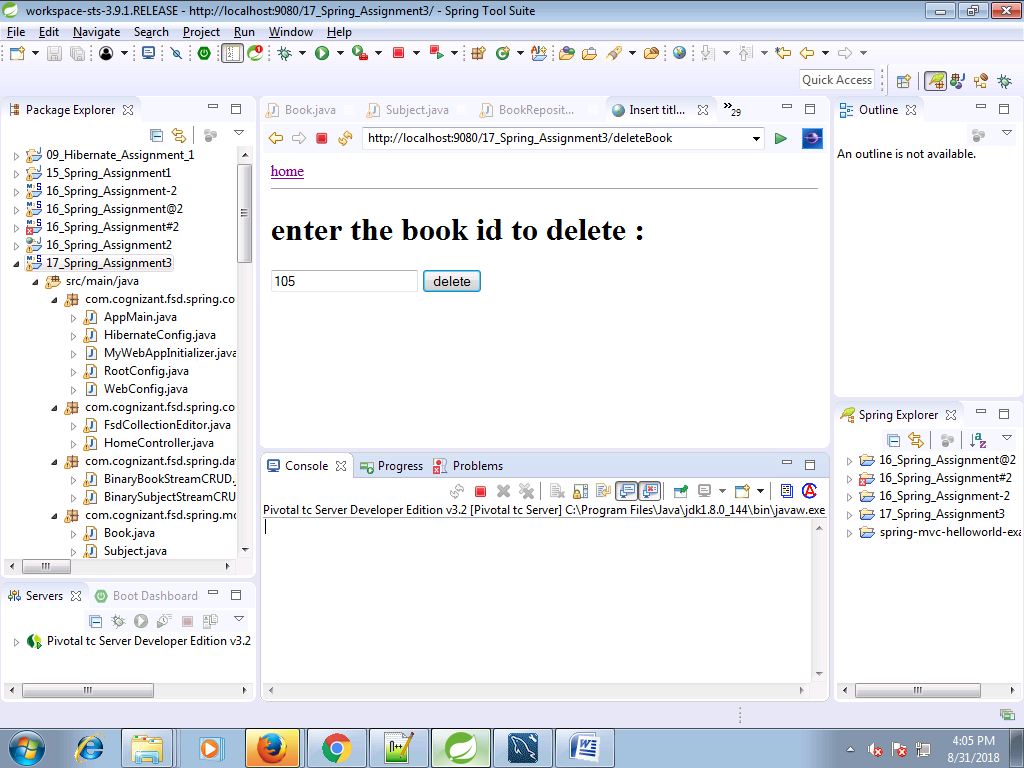 workspace-sts-3.9.1.RELEASE - http://localhost:9080/17_Spring_Assignment3/ - Spring Tool Suite
File Edit Navigate Search Project Run Window Help
Quick Access
Package Explorer
09_Hibernate_Assignment_1
15_Spring_Assignment1
16_Spring_Assignment-2
16_Spring_Assignment@2
16_Spring_Assignment#2
16_Spring_Assignment2
17_Spring_Assignment3
src/main/java
com.cognizant.fsd.spring.co
AppMain.java
HibernateConfig.java
MyWebAppInitializer.java
RootConfig.java
WebConfig.java
com.cognizant.fsd.spring.co
FsdCollectionEditor.java
HomeController.java
com.cognizant.fsd.spring.da
BinaryBookStreamCRUD.
BinarySubjectStreamCRU
com.cognizant.fsd.spring.mo
Book.java
Subject.java
Servers Boot Dashboard
Pivotal tc Server Developer Edition v3.2
Book.java Subject.java BookReposit... Insert titl... »29
http://localhost:9080/17_Spring_Assignment3/deleteBook
home
enter the book id to delete :
105 delete
Console Progress Problems
Pivotal tc Server Developer Edition v3.2 [Pivotal tc Server] C:\Program Files\Java\jdk1.8.0_144\bin\javaw.exe
Outline
An outline is not available.
Spring Explorer
16_Spring_Assignment@2
16_Spring_Assignment#2
16_Spring_Assignment-2
17_Spring_Assignment3
spring-mvc-helloworld-exa
4:05 PM
8/31/2018